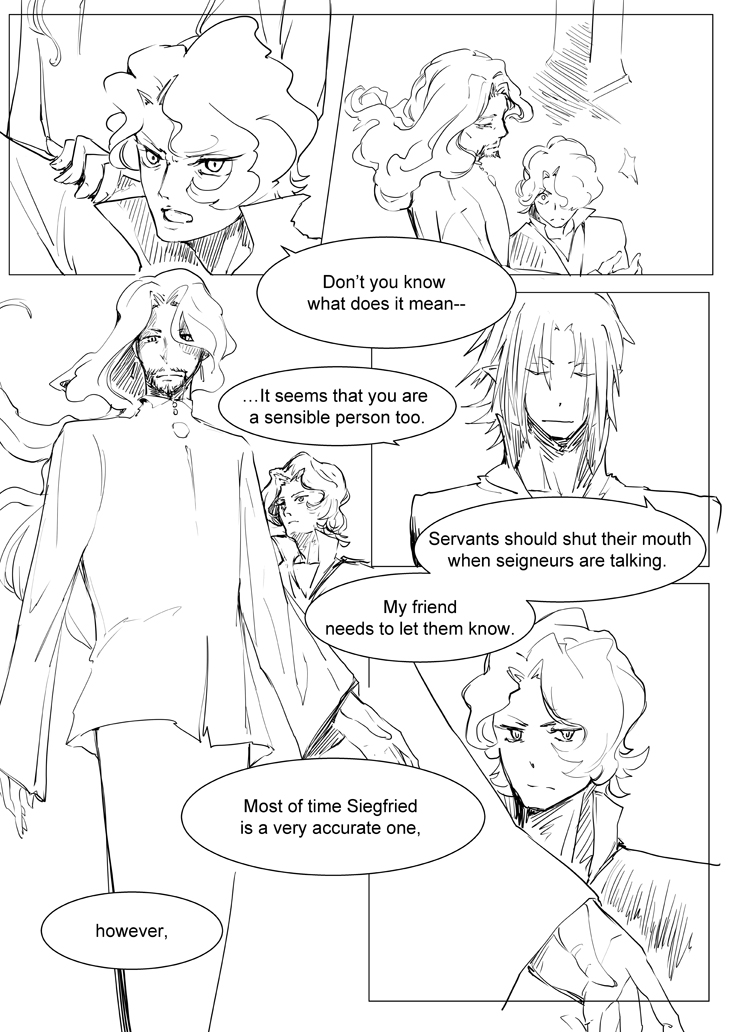 Don't you know
what does it mean--
...It seems that you are
a sensible person too.
Servants should shut their mouth
when seigneurs are talking.
My friend
needs to let them know.
Most of time Siegfried
is a very accurate one,
however,